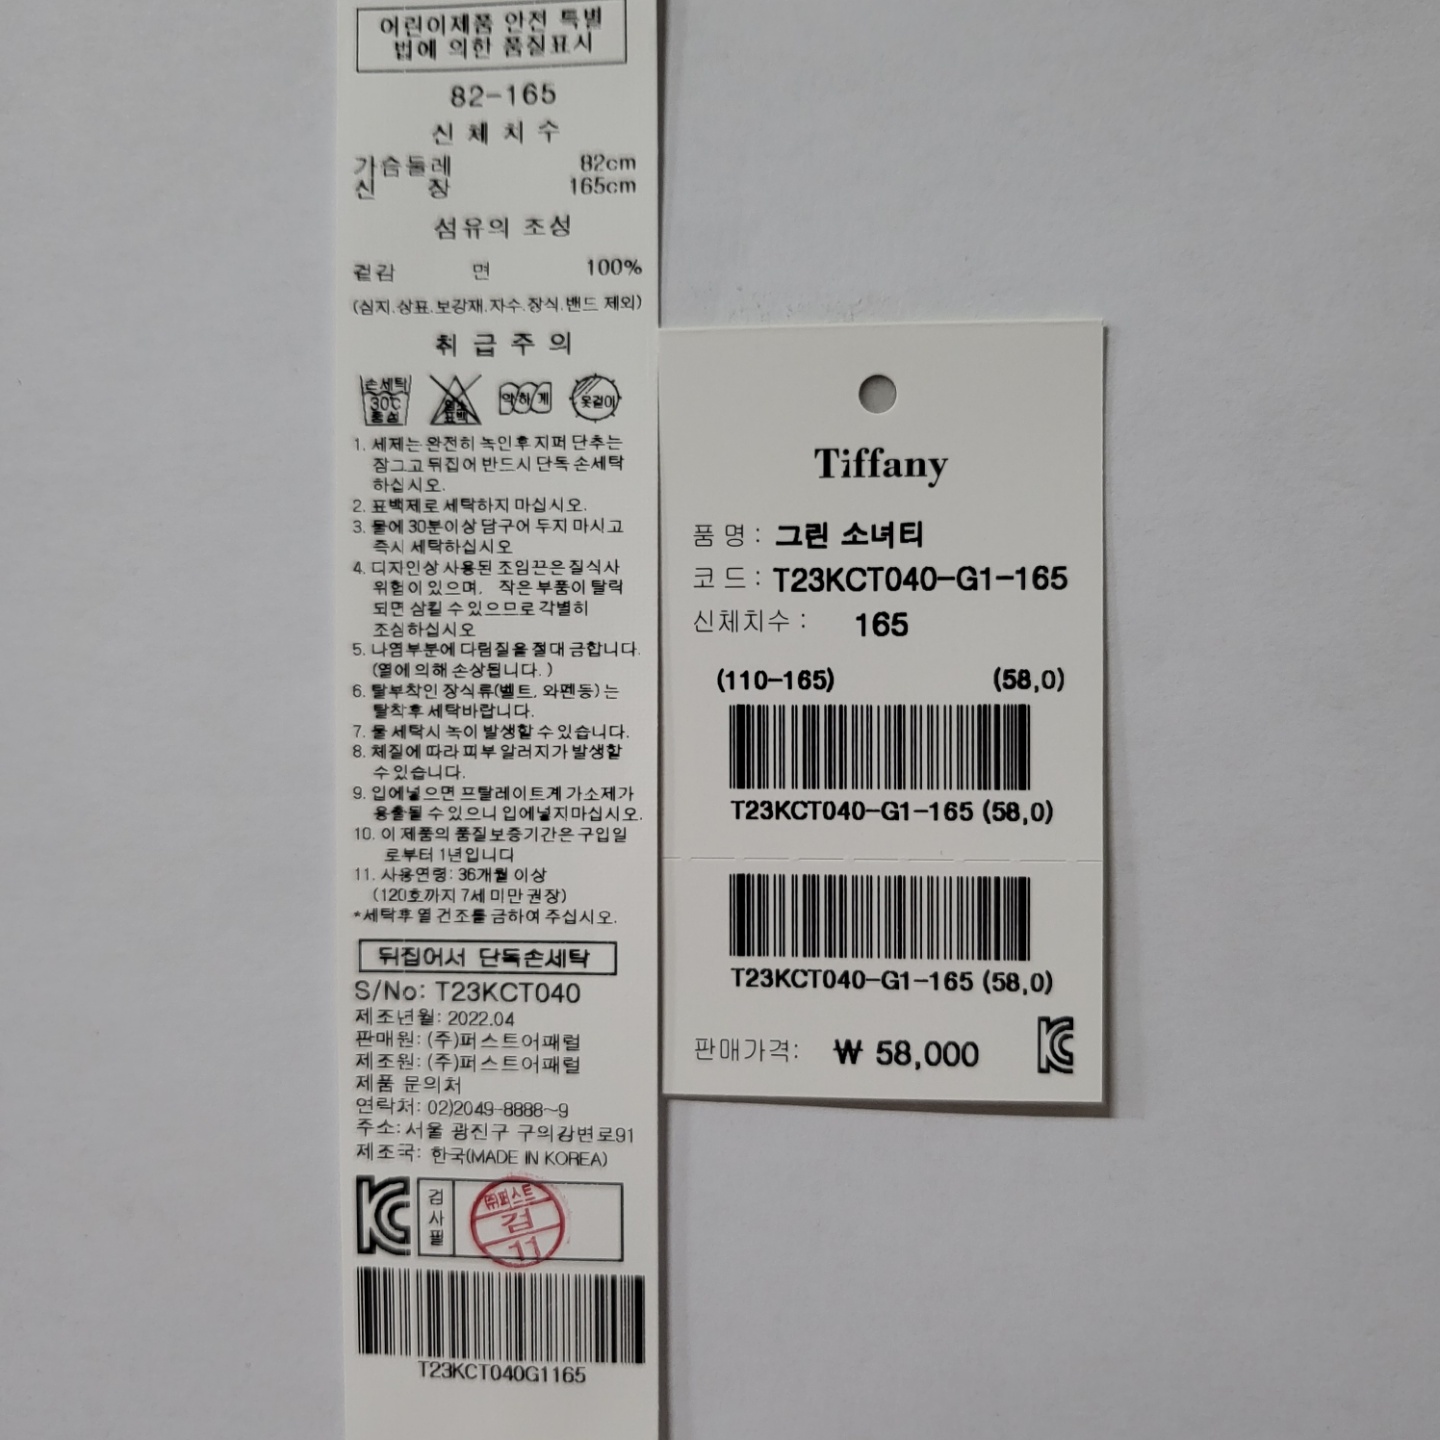 어린이제품 안전 특별
법에 의한 품질표시
82-165
신 체 치 수
가슴둘레 82cm
신 장 165cm
섬유의 조성
겉감 면 100%
(심지.상표.보강재.자수.장식.밴드 제외)
취 급 주 의
손세탁
30℃
중성
염소
표백
약하게
옷걸이
1. 세제는 완전히 녹인후 지퍼 단추는
잠그고 뒤집어 반드시 단독 손세탁
하십시오.
2. 표백제로 세탁하지 마십시오.
3. 물에 30분이상 담구어 두지 마시고
즉시 세탁하십시오
4. 디자인상 사용된 조임끈은 질식사
위험이 있으며, 작은 부품이 탈락
되면 삼킬 수 있으므로 각별히
조심하십시오
5. 나염부분에 다림질을 절대 금합니다.
(열에 의해 손상됩니다. )
6. 탈부착인 장식류(벨트, 와펜등) 는
탈착후 세탁바랍니다.
7. 물 세탁시 녹이 발생할 수 있습니다.
8. 체질에 따라 피부 알러지가 발생할
수 있습니다.
9. 입에넣으면 프탈레이트계 가소제가
용출될 수 있으니 입에넣지마십시오.
10. 이 제품의 품질보증기간은 구입일
로부터 1년입니다
11. 사용연령: 36개월 이상
(120호까지 7세 미만 권장)
*세탁후 열 건조를 금하여 주십시오.
뒤집어서 단독손세탁
S/No: T23KCT040
제조년월: 2022.04
판매원: (주)퍼스트어패럴
제조원: (주)퍼스트어패럴
제품 문의처
연락처: 02)2049-8888~9
주소: 서울 광진구 구의강변로91
제조국: 한국(MADE IN KOREA)
KC
검사필
㈜퍼스트
검
11
T23KCT040G1165
Tiffany
품 명 : 그린 소녀티
코 드 : T23KCT040-G1-165
신체치수 : 165
(110-165) (58,0)
T23KCT040-G1-165 (58,0)
T23KCT040-G1-165 (58,0)
판매가격: ₩ 58,000
KC